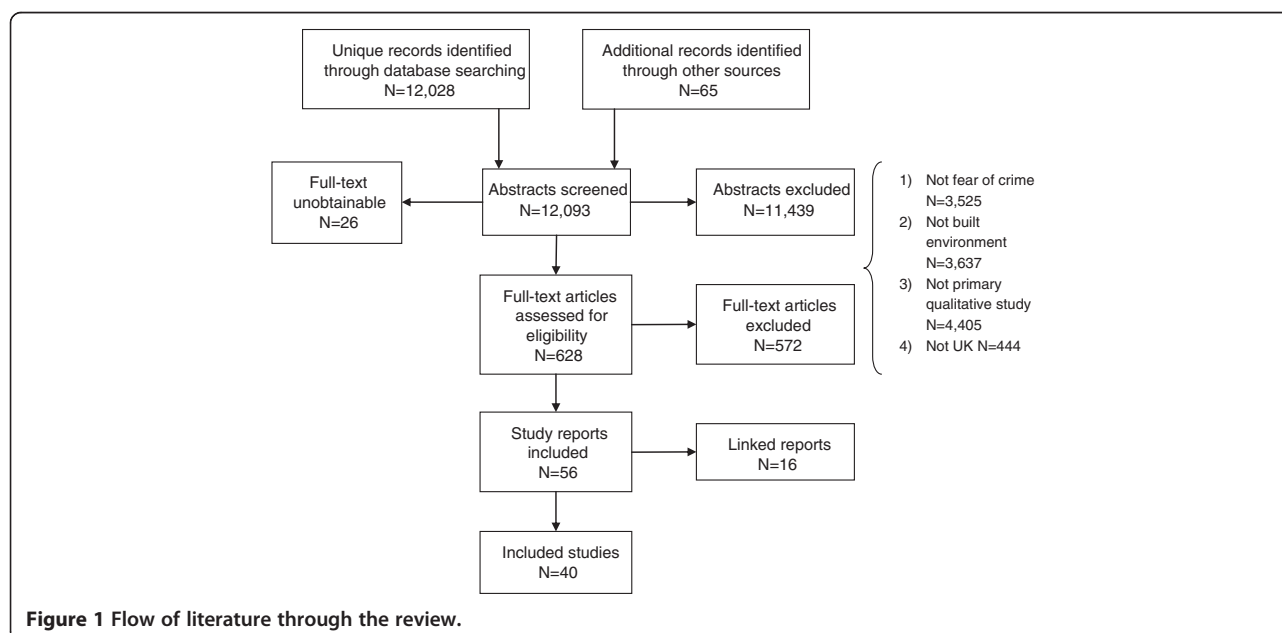 Unique records identified
through database searching
N=12,028
Additional records identified
through other sources
N=65
Full-text
unobtainable
N=26
Abstracts screened
N=12,093
Abstracts excluded
N=11,439
1) Not fear of crime
N=3,525
2) Not built
environment
N=3,637
3) Not primary
qualitative study
N=4,405
4) Not UK N=444
Full-text articles
assessed for
eligibility
N=628
Full-text articles
excluded
N=572
Study reports
included
N=56
Linked reports
N=16
Included studies
N=40
Figure 1 Flow of literature through the review.